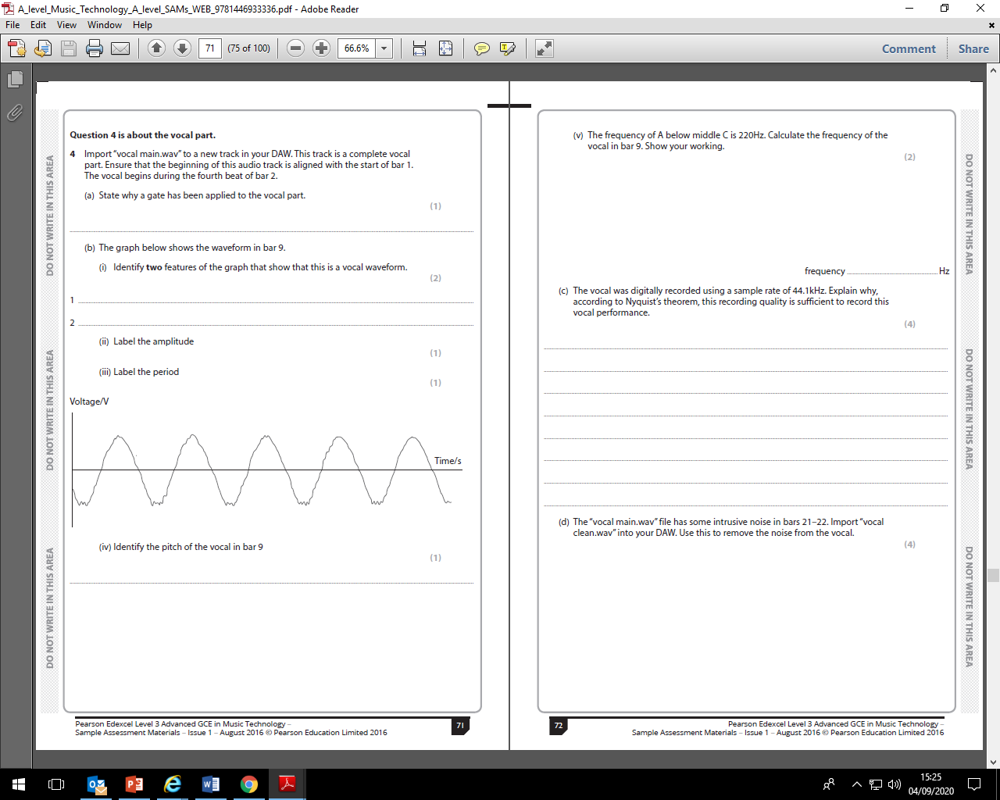 A_level_Music_Technology_A_level_SAMs_WEB_9781446933336.pdf - Adobe Reader
File Edit View Window Help
71 (75 of 100) 66.6% Comment Share
Question 4 is about the vocal part.
4 Import “vocal main.wav” to a new track in your DAW. This track is a complete vocal
part. Ensure that the beginning of this audio track is aligned with the start of bar 1.
The vocal begins during the fourth beat of bar 2.
(a) State why a gate has been applied to the vocal part.
(1)
(b) The graph below shows the waveform in bar 9.
(i) Identify two features of the graph that show that this is a vocal waveform.
(2)
1
2
(ii) Label the amplitude
(1)
(iii) Label the period
(1)
Voltage/V
Time/s
(iv) Identify the pitch of the vocal in bar 9
(1)
DO NOT WRITE IN THIS AREA
DO NOT WRITE IN THIS AREA
DO NOT WRITE IN THIS AREA
Pearson Edexcel Level 3 Advanced GCE in Music Technology –
Sample Assessment Materials – Issue 1 – August 2016 © Pearson Education Limited 2016
71
(v) The frequency of A below middle C is 220Hz. Calculate the frequency of the
vocal in bar 9. Show your working.
(2)
frequency Hz
(c) The vocal was digitally recorded using a sample rate of 44.1kHz. Explain why,
according to Nyquist’s theorem, this recording quality is sufficient to record this
vocal performance.
(4)
(d) The “vocal main.wav” file has some intrusive noise in bars 21–22. Import “vocal
clean.wav” into your DAW. Use this to remove the noise from the vocal.
(4)
DO NOT WRITE IN THIS AREA
DO NOT WRITE IN THIS AREA
DO NOT WRITE IN THIS AREA
72
Pearson Edexcel Level 3 Advanced GCE in Music Technology –
Sample Assessment Materials – Issue 1 – August 2016 © Pearson Education Limited 2016
15:25
04/09/2020